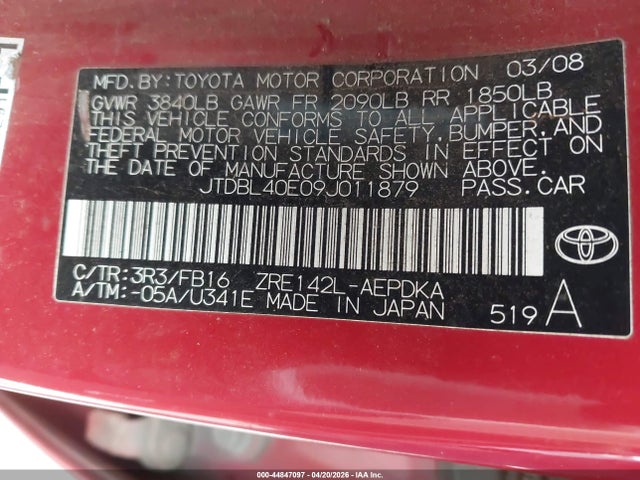 MFD. BY: TOYOTA MOTOR CORPORATION 03/08
GVWR 3840LB GAWR FR 2090LB RR 1850LB
THIS VEHICLE CONFORMS TO ALL APPLICABLE
FEDERAL MOTOR VEHICLE SAFETY, BUMPER, AND
THEFT PREVENTION STANDARDS IN EFFECT ON
THE DATE OF MANUFACTURE SHOWN ABOVE.
JTDBL40E09J011879 PASS. CAR
C/TR: 3R3/FB16 ZRE142L-AEPDKA
A/TM: -05A/U341E MADE IN JAPAN 519 A
000-44847097 | 04/20/2026 | COPART, INC.